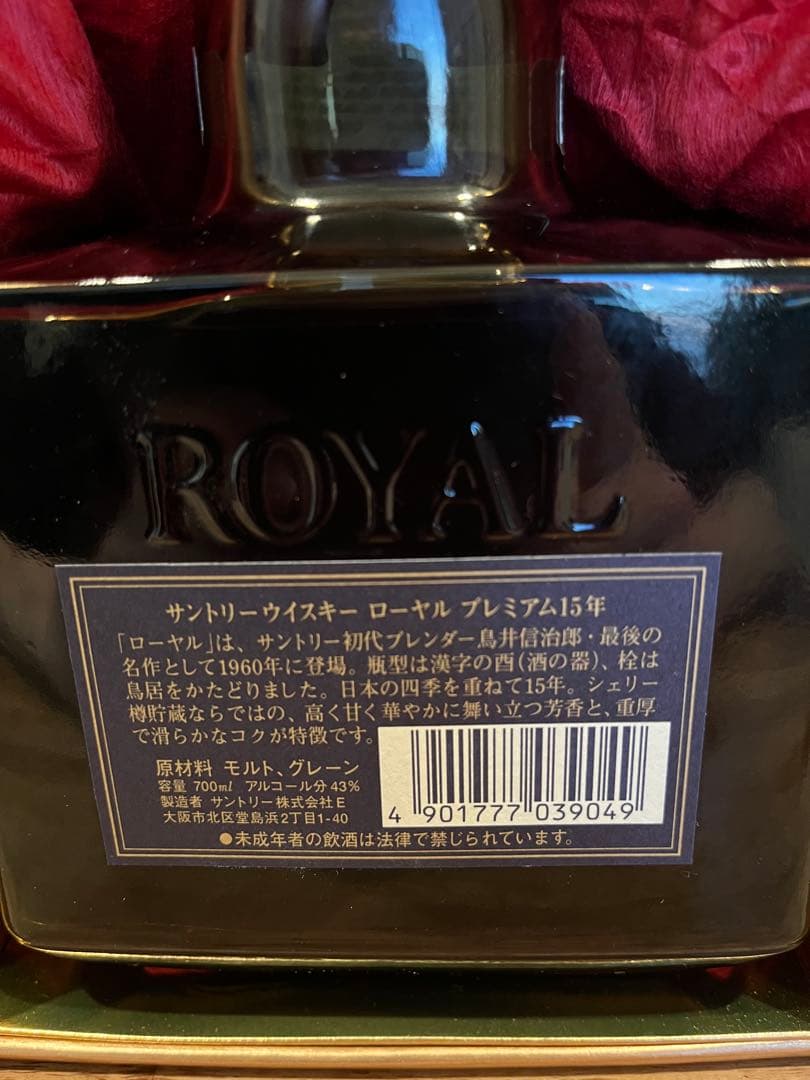 ROYAL
サントリーウイスキー ローヤル プレミアム15年
「ローヤル」は、サントリー初代ブレンダー鳥井信治郎・最後の
名作として1960年に登場。瓶型は漢字の酉(酒の器)、栓は
鳥居をかたどりました。日本の四季を重ねて15年。シェリー
樽貯蔵ならではの、高く甘く華やかに舞い立つ芳香と、重厚
で滑らかなコクが特徴です。
原材料 モルト、グレーン
容量 700ml アルコール分43%
製造者 サントリー株式会社E
大阪市北区堂島浜2丁目1-40
4 901777 039049
●未成年者の飲酒は法律で禁じられています。